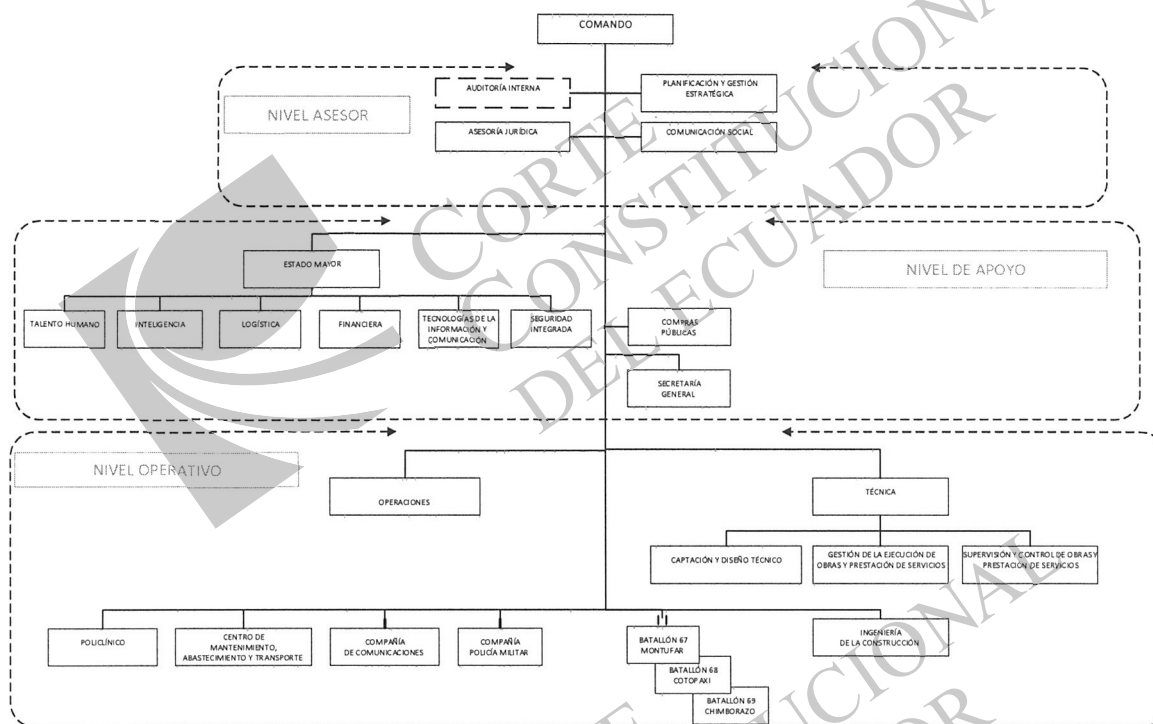 COMANDO
AUDITORÍA INTERNA
PLANIFICACIÓN Y GESTIÓN
ESTRATÉGICA
NIVEL ASESOR
ASESORÍA JURÍDICA
COMUNICACIÓN SOCIAL
CORTE
CONSTITUCIONAL
DEL ECUADOR
ESTADO MAYOR
NIVEL DE APOYO
TALENTO HUMANO
INTELIGENCIA
LOGÍSTICA
FINANCIERA
TECNOLOGÍAS DE LA
INFORMACIÓN Y
COMUNICACIÓN
SEGURIDAD
INTEGRADA
COMPRAS
PÚBLICAS
SECRETARÍA
GENERAL
NIVEL OPERATIVO
OPERACIONES
TÉCNICA
CAPTACIÓN Y DISEÑO TÉCNICO
GESTIÓN DE LA EJECUCIÓN DE
OBRAS Y PRESTACIÓN DE SERVICIOS
SUPERVISIÓN Y CONTROL DE OBRAS Y
PRESTACIÓN DE SERVICIOS
POLICLÍNICO
CENTRO DE
MANTENIMIENTO,
ABASTECIMIENTO Y TRANSPORTE
COMPAÑÍA
DE COMUNICACIONES
COMPAÑÍA
POLICÍA MILITAR
BATALLÓN 67
MONTUFAR
BATALLÓN 68
COTOPAXI
BATALLÓN 69
CHIMBORAZO
INGENIERÍA
DE LA CONSTRUCCIÓN